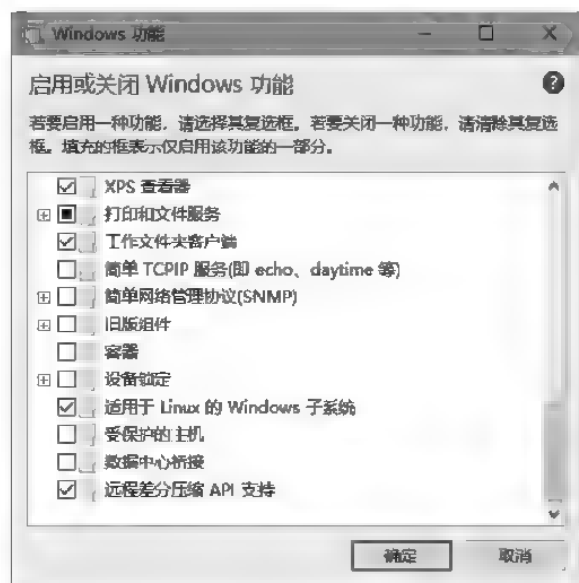 Windows 功能
启用或关闭 Windows 功能
若要启用一种功能，请选择其复选框。若要关闭一种功能，请清除其复选
框。填充的框表示仅启用该功能的一部分。
XPS 查看器
打印和文件服务
工作文件夹客户端
简单 TCPIP 服务(即 echo、daytime 等)
简单网络管理协议(SNMP)
旧版组件
容器
设备锁定
适用于 Linux 的 Windows 子系统
受保护的主机
数据中心桥接
远程差分压缩 API 支持
确定 取消